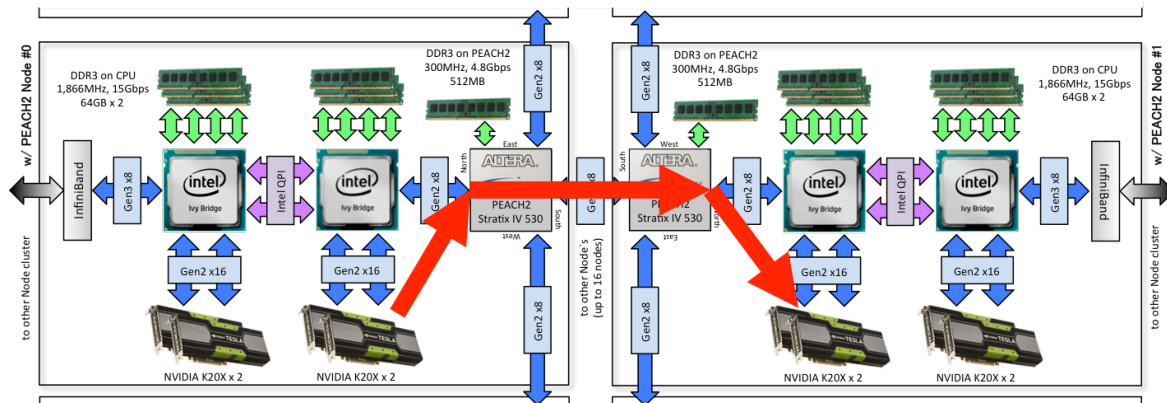 w/ PEACH2 Node #0
to other Node cluster
InfiniBand
Gen3 x8
DDR3 on CPU
1,866MHz, 15Gbps
64GB x 2
intel
Ivy Bridge
Intel QPI
intel
Ivy Bridge
Gen2 x16
Gen2 x16
NVIDIA K20X x 2
NVIDIA K20X x 2
TESLA
TESLA
DDR3 on PEACH2
300MHz, 4.8Gbps
512MB
Gen2 x8
Gen2 x8
East
North
ALTERA
PEACH2
Stratix IV 530
South
West
Gen2 x8
x8
to other Node's
(up to 16 nodes)
Gen2 x8
DDR3 on PEACH2
300MHz, 4.8Gbps
512MB
West
South
ALTERA
North
Stratix IV 530
East
Gen2 x8
Gen2 x8
intel
Ivy Bridge
Intel QPI
intel
Ivy Bridge
DDR3 on CPU
1,866MHz, 15Gbps
64GB x 2
Gen2 x16
Gen2 x16
TESLA
TESLA
NVIDIA K20X x 2
NVIDIA K20X x 2
Gen3 x8
InfiniBand
w/ PEACH2 Node #1
to other Node cluster